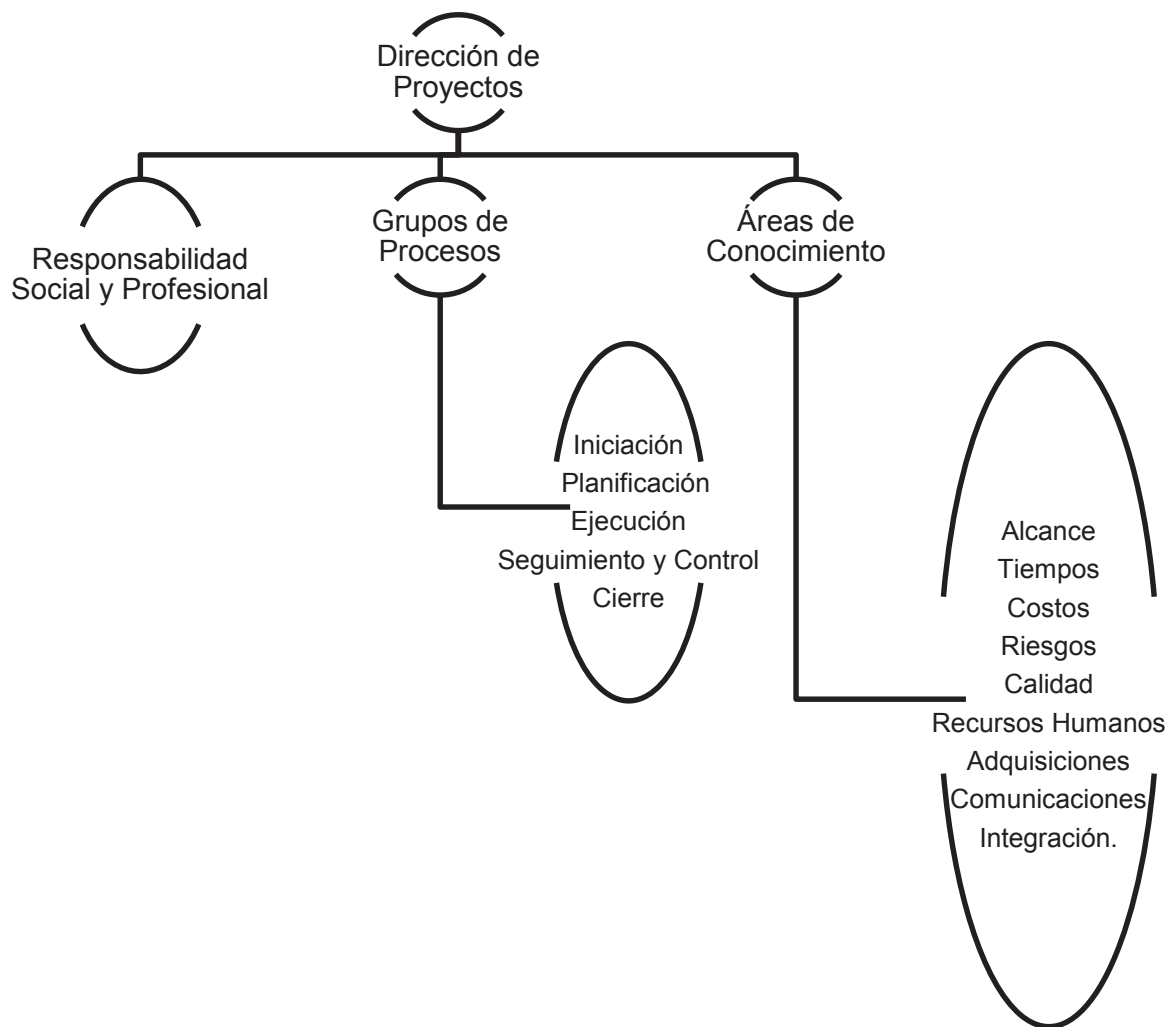 Dirección de
Proyectos
Responsabilidad
Social y Profesional
Grupos de
Procesos
Áreas de
Conocimiento
Iniciación
Planificación
Ejecución
Seguimiento y Control
Cierre
Alcance
Tiempos
Costos
Riesgos
Calidad
Recursos Humanos
Adquisiciones
Comunicaciones
Integración.